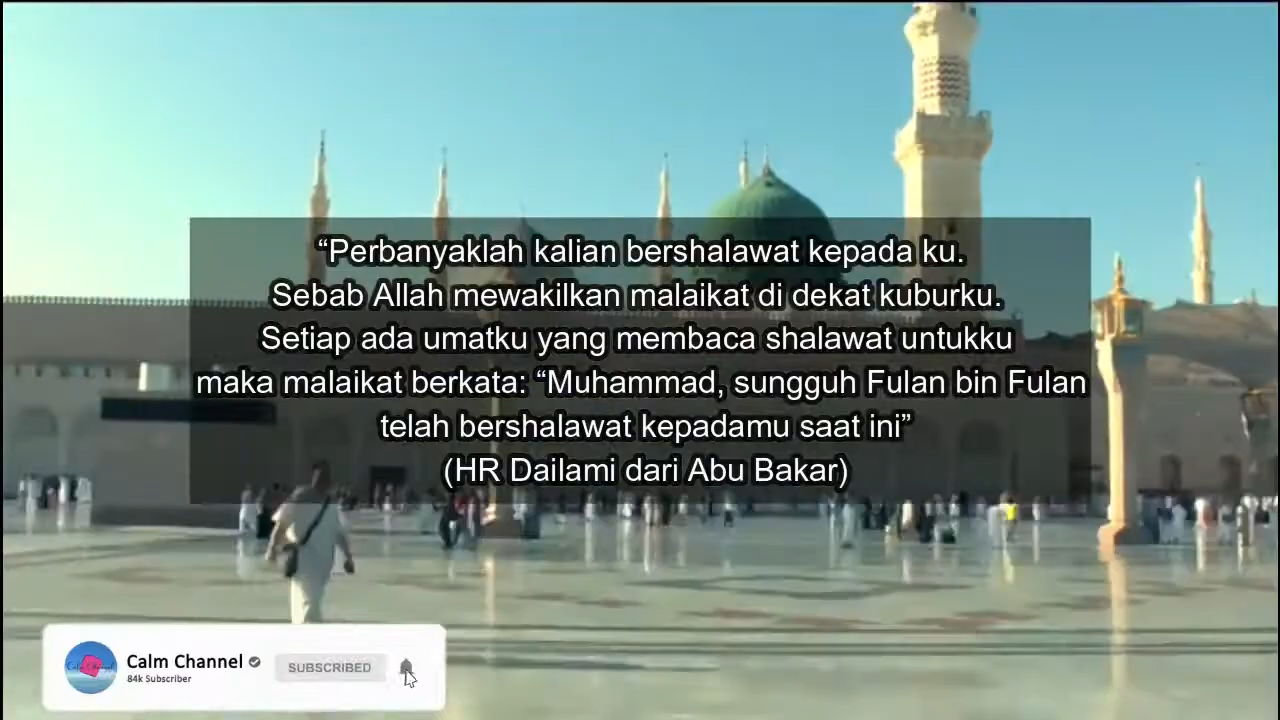 “Perbanyaklah kalian bershalawat kepada ku.
Sebab Allah mewakilkan malaikat di dekat kuburku.
Setiap ada umatku yang membaca shalawat untukku
maka malaikat berkata: “Muhammad, sungguh Fulan bin Fulan
telah bershalawat kepadamu saat ini”
(HR Dailami dari Abu Bakar)
Calm Channel
84k Subscriber
SUBSCRIBED